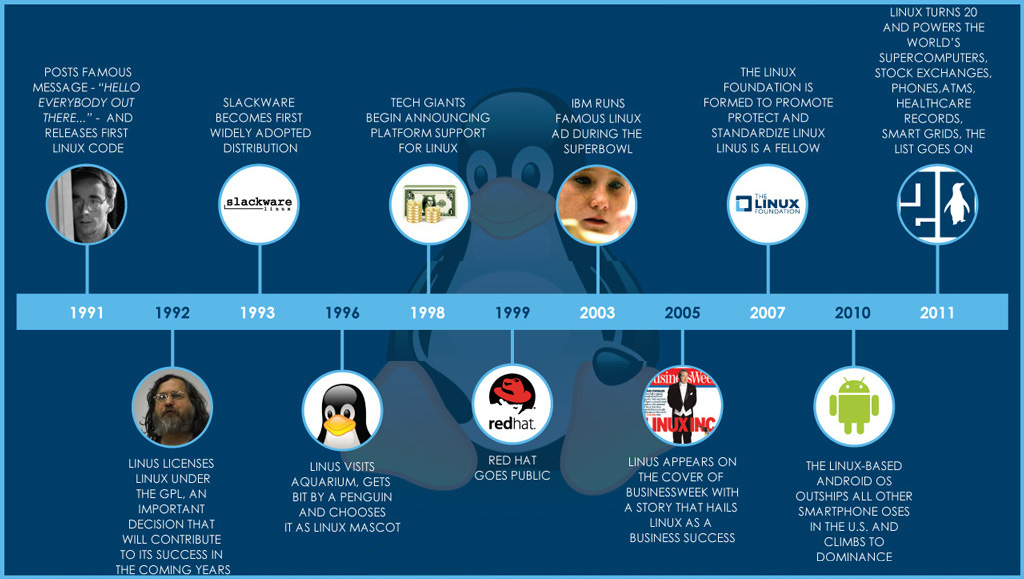 POSTS FAMOUS
MESSAGE - “HELLO
EVERYBODY OUT
THERE...” - AND
RELEASES FIRST
LINUX CODE
SLACKWARE
BECOMES FIRST
WIDELY ADOPTED
DISTRIBUTION
slackware
linux
TECH GIANTS
BEGIN ANNOUNCING
PLATFORM SUPPORT
FOR LINUX
IBM RUNS
FAMOUS LINUX
AD DURING THE
SUPERBOWL
THE LINUX
FOUNDATION IS
FORMED TO PROMOTE
PROTECT AND
STANDARDIZE LINUX
LINUS IS A FELLOW
THE
LINUX
FOUNDATION
LINUX TURNS 20
AND POWERS THE
WORLD’S
SUPERCOMPUTERS,
STOCK EXCHANGES,
PHONES,ATMS,
HEALTHCARE
RECORDS,
SMART GRIDS, THE
LIST GOES ON
1991 1992 1993 1996 1998 1999 2003 2005 2007 2010 2011
LINUS LICENSES
LINUX UNDER
THE GPL, AN
IMPORTANT
DECISION THAT
WILL CONTRIBUTE
TO ITS SUCCESS IN
THE COMING YEARS
LINUS VISITS
AQUARIUM, GETS
BIT BY A PENGUIN
AND CHOOSES
IT AS LINUX MASCOT
redhat.
RED HAT
GOES PUBLIC
usinessWee
LINUX INC
LINUS APPEARS ON
THE COVER OF
BUSINESSWEEK WITH
A STORY THAT HAILS
LINUX AS A
BUSINESS SUCCESS
THE LINUX-BASED
ANDROID OS
OUTSHIPS ALL OTHER
SMARTPHONE OSES
IN THE U.S. AND
CLIMBS TO
DOMINANCE